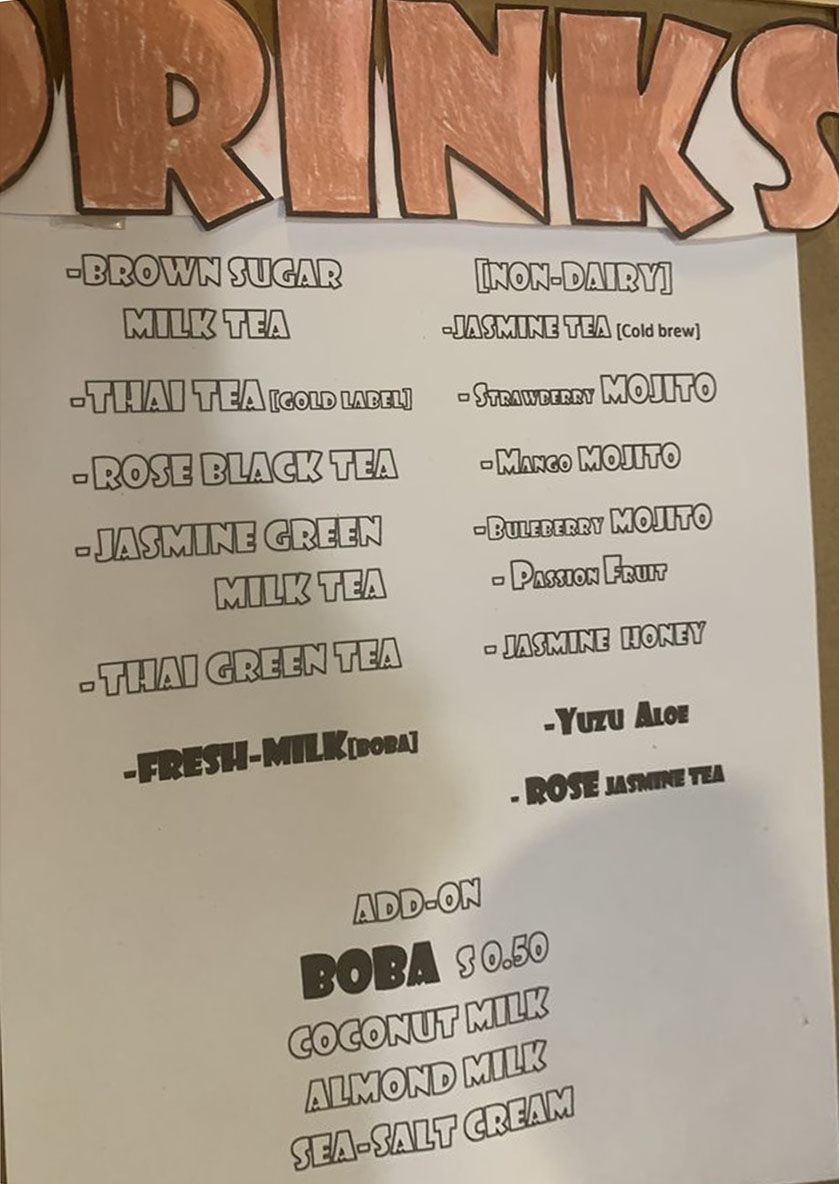 DRINKS
-BROWN SUGAR
MILK TEA
-THAI TEA [GOLD LABEL]
-ROSE BLACK TEA
-JASMINE GREEN
MILK TEA
-THAI GREEN TEA
-FRESH-MILK[BOBA]
[NON-DAIRY]
-JASMINE TEA [Cold brew]
- STRAWBERRY MOJITO
-MANGO MOJITO
-BULEBERRY MOJITO
- PASSION FRUIT
- JASMINE HONEY
-YUZU ALOE
- ROSE JASMINE TEA
ADD-ON
BOBA $ 0.50
COCONUT MILK
ALMOND MILK
SEA-SALT CREAM